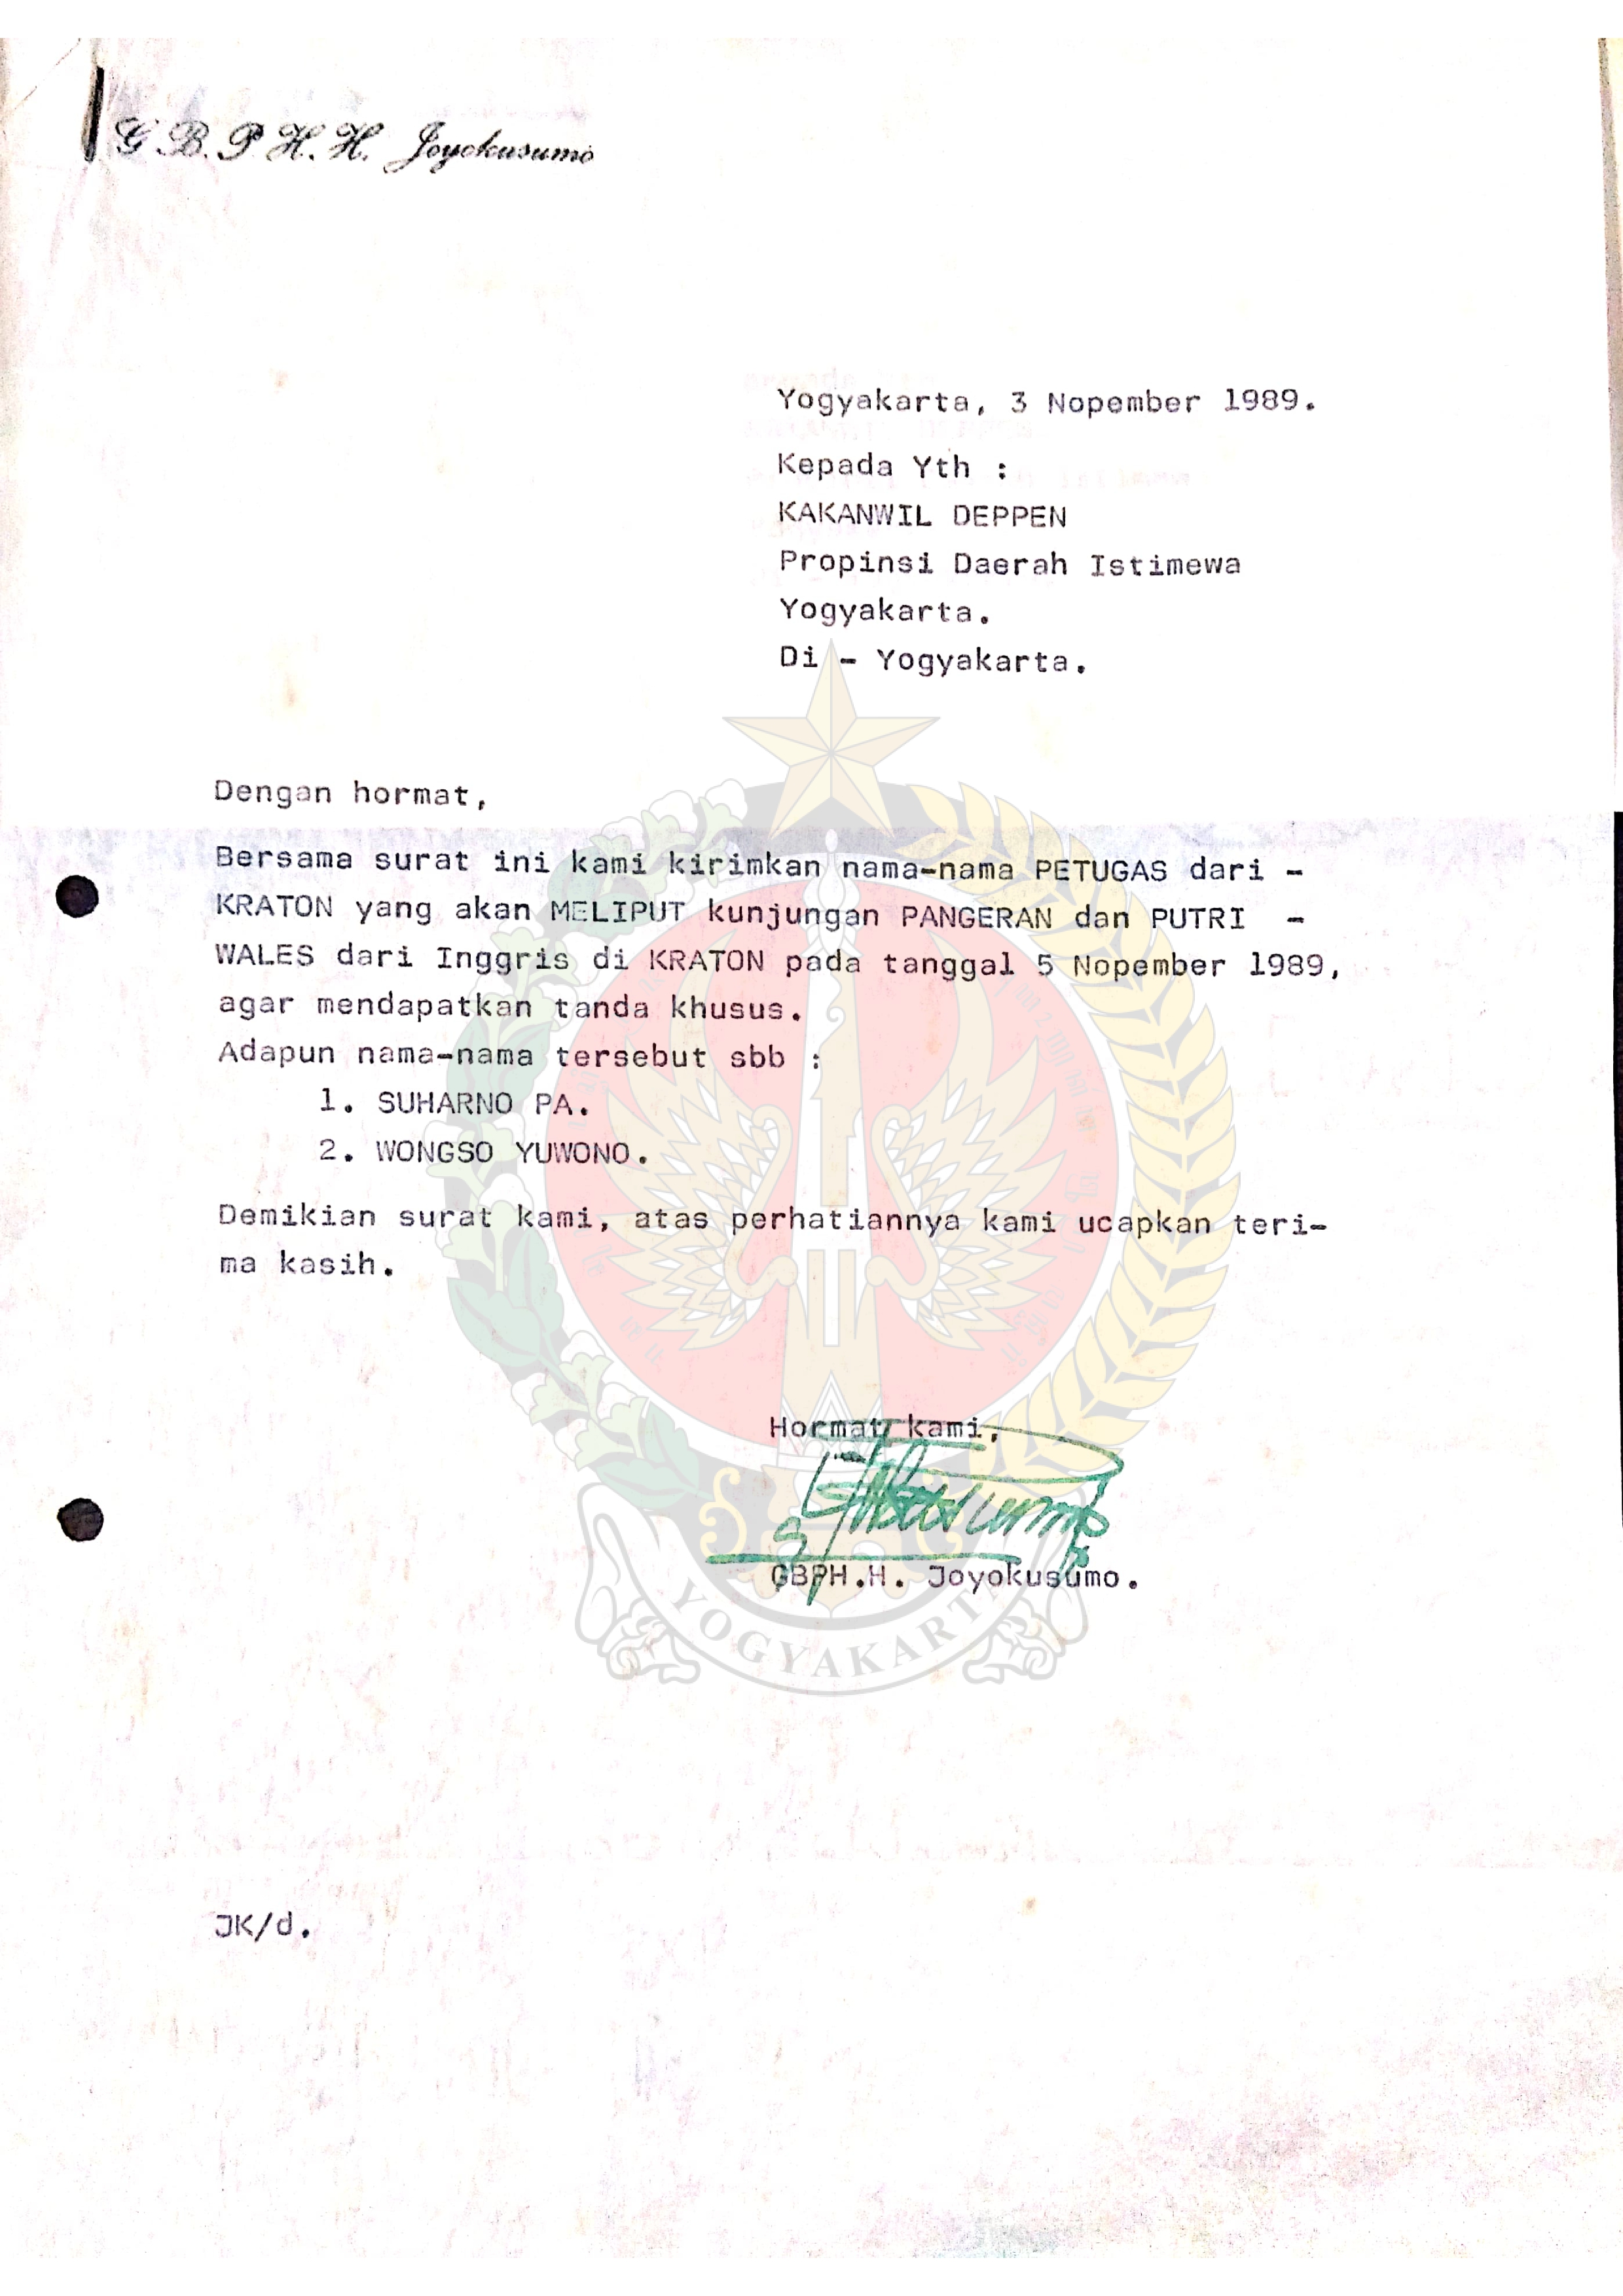 G.B.P.H.H. Joyokusumo
Yogyakarta, 3 Nopember 1989.
Kepada Yth :
KAKANWIL DEPPEN
Propinsi Daerah Istimewa
Yogyakarta.
Di - Yogyakarta.
Dengan hormat,
Bersama surat ini kami kirimkan nama-nama PETUGAS dari -
KRATON yang akan MELIPUT kunjungan PANGERAN dan PUTRI -
WALES dari Inggris di KRATON pada tanggal 5 Nopember 1989,
agar mendapatkan tanda khusus.
Adapun nama-nama tersebut sbb :
1. SUHARNO PA.
2. WONGSO YUWONO.
Demikian surat kami, atas perhatiannya kami ucapkan teri-
ma kasih.
Hormat kami,
GBPH.H. Joyokusumo.
YOGYAKARTA
JK/d.